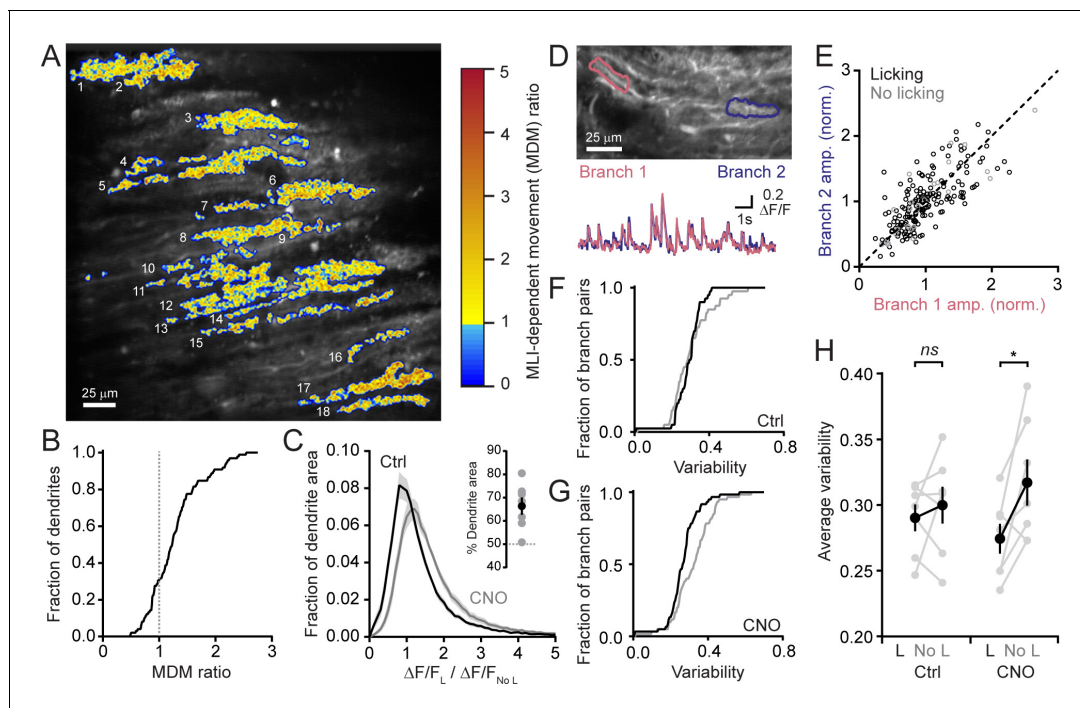 A
1
2
3
4
5
6
7
8
9
10
11
12
13
14
15
16
17
18
25 μm
5
4
3
2
1
0
MLI-dependent movement (MDM) ratio
B
Fraction of dendrites
1.0
0.8
0.6
0.4
0.2
0.0
0
1
2
3
MDM ratio
C
Fraction of dendrite area
0.10
0.08
0.06
0.04
0.02
0.00
0
1
2
3
4
5
ΔF/F_L / ΔF/F_No L
Ctrl
CNO
% Dendrite area
90
80
70
60
50
40
D
25 μm
Branch 1
Branch 2
0.2
ΔF/F
1s
E
Licking
No licking
Branch 2 amp. (norm.)
3
2
1
0
0
1
2
3
Branch 1 amp. (norm.)
F
Fraction of branch pairs
1.0
0.5
0.0
0.0
0.4
0.8
Ctrl
Variability
G
Fraction of branch pairs
1.0
0.5
0.0
0.0
0.4
0.8
CNO
Variability
H
ns
*
Average variability
0.40
0.35
0.30
0.25
0.20
L No L L No L
Ctrl CNO